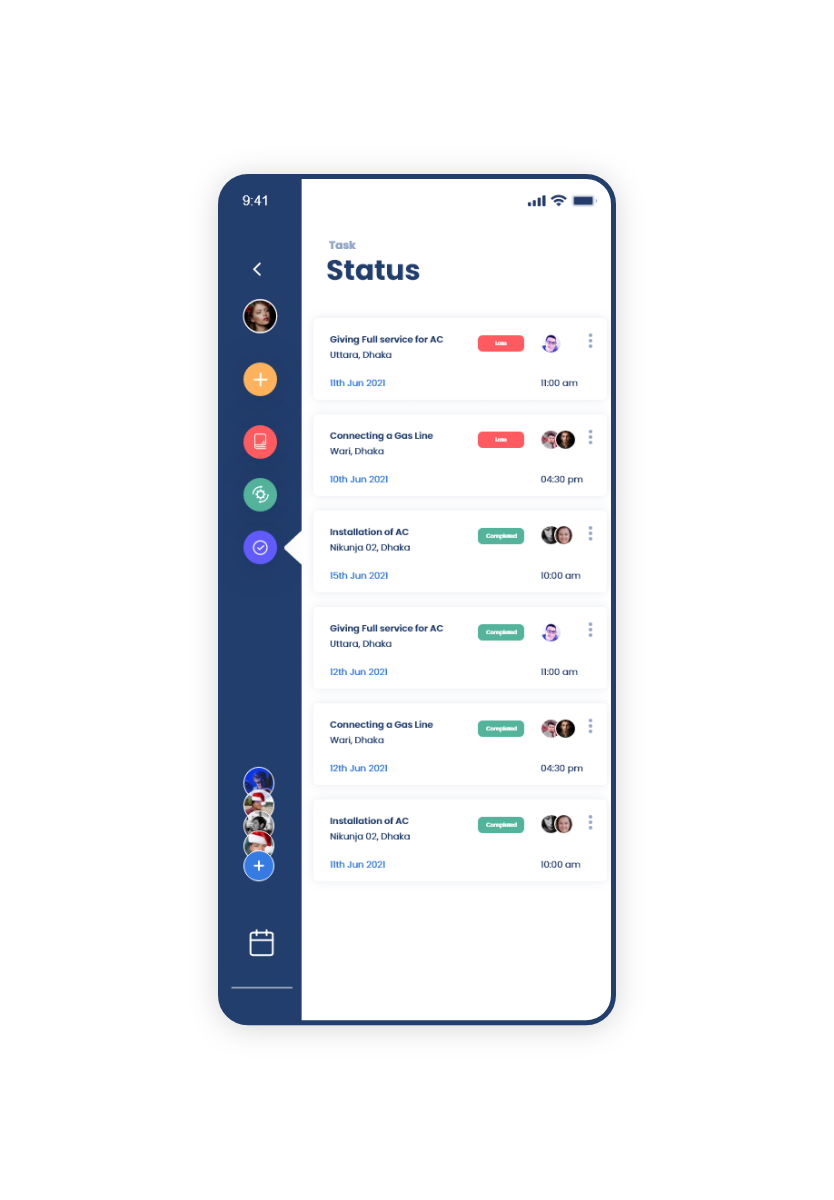 9:41
Task
Status
Giving Full service for AC
Uttara, Dhaka
11th Jun 2021
11:00 am
Connecting a Gas Line
Wari, Dhaka
10th Jun 2021
04:30 pm
Installation of AC
Completed
Nikunja 02, Dhaka
15th Jun 2021
10:00 am
Giving Full service for AC
Completed
Uttara, Dhaka
12th Jun 2021
11:00 am
Connecting a Gas Line
Completed
Wari, Dhaka
12th Jun 2021
04:30 pm
Installation of AC
Completed
Nikunja 02, Dhaka
11th Jun 2021
10:00 am